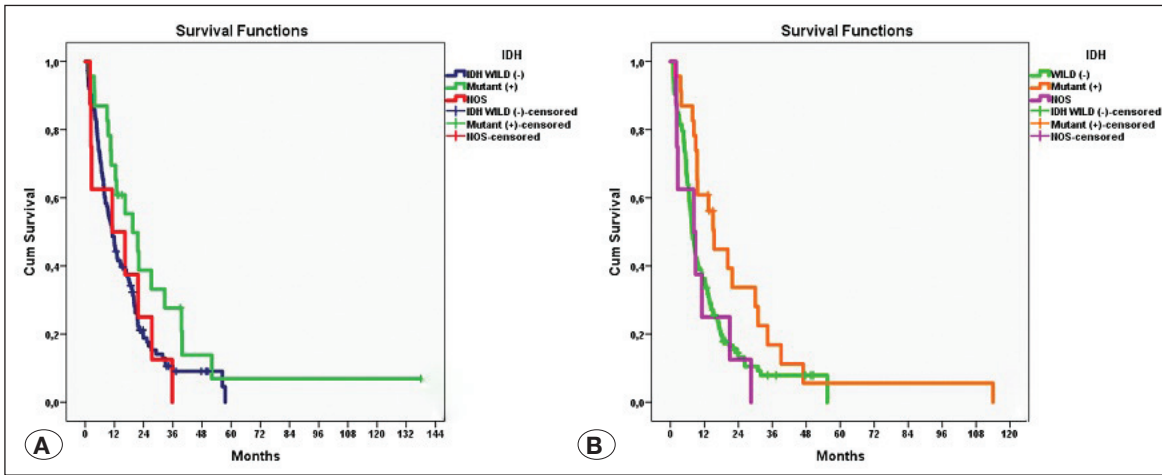 Survival Functions
IDH
IDH WILD (-)
Mutant (+)
NOS
IDH WILD (-)-censored
Mutant (+)-censored
NOS-censored
Cum Survival
1,0
0,8
0,6
0,4
0,2
0,0
0 12 24 36 48 60 72 84 96 108 120 132 144
Months
A
Survival Functions
IDH
WILD (-)
Mutant (+)
NOS
IDH WILD (-)-censored
Mutant (+)-censored
NOS-censored
Cum Survival
1,0
0,8
0,6
0,4
0,2
0,0
0 12 24 36 48 60 72 84 96 108 120
Months
B